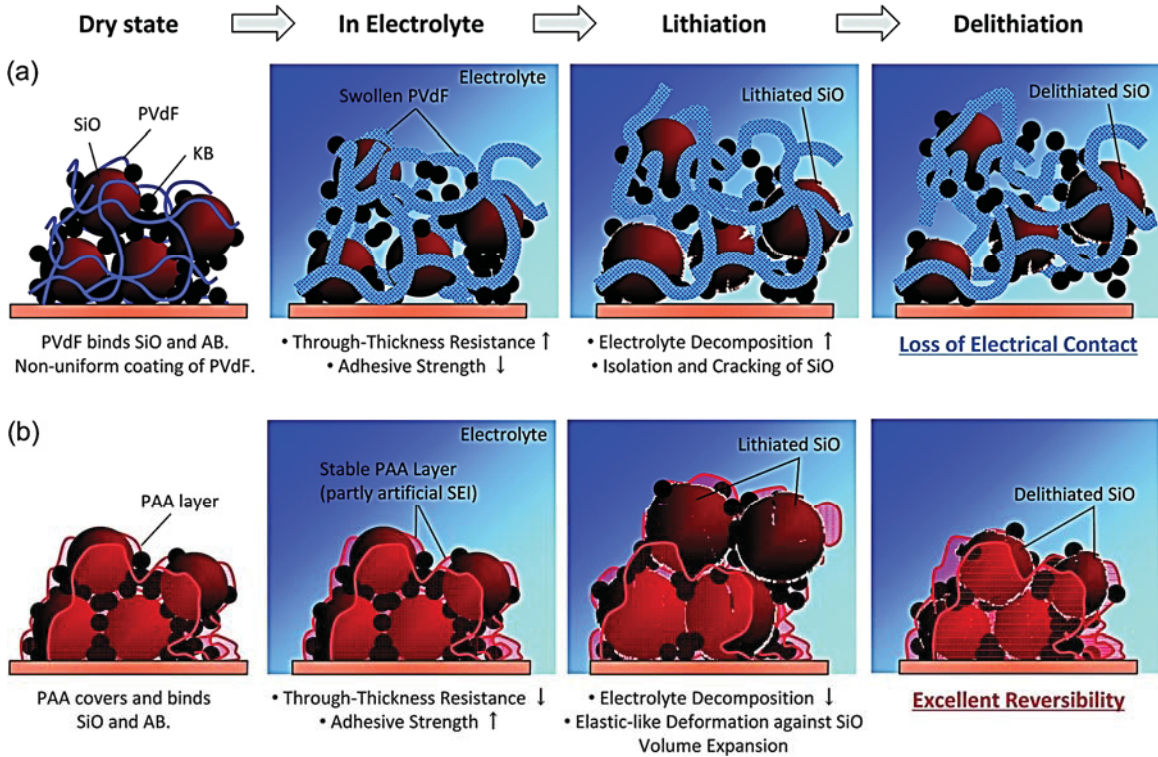 Dry state
In Electrolyte
Lithiation
Delithiation
(a)
SiO
PVdF
KB
Electrolyte
Swollen PVdF
Lithiated SiO
Delithiated SiO
PVdF binds SiO and AB.
Non-uniform coating of PVdF.
• Through-Thickness Resistance ↑
• Adhesive Strength ↓
• Electrolyte Decomposition ↑
• Isolation and Cracking of SiO
Loss of Electrical Contact
(b)
PAA layer
Electrolyte
Stable PAA Layer
(partly artificial SEI)
Lithiated SiO
Delithiated SiO
PAA covers and binds
SiO and AB.
• Through-Thickness Resistance ↓
• Adhesive Strength ↑
• Electrolyte Decomposition ↓
• Elastic-like Deformation against SiO
Volume Expansion
Excellent Reversibility